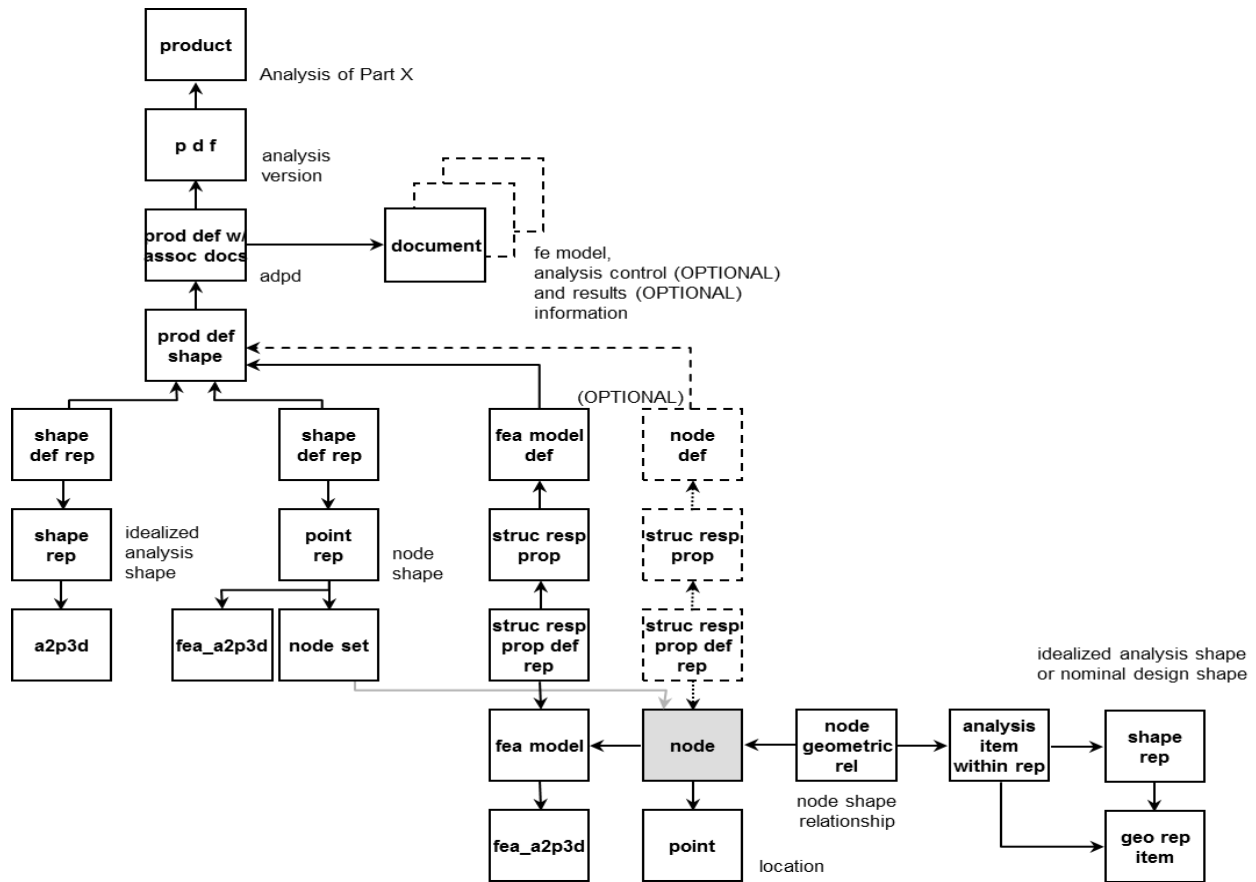 product
Analysis of Part X
p d f
analysis
version
prod def w/
assoc docs
adpd
document
fe model,
analysis control (OPTIONAL)
and results (OPTIONAL)
information
prod def
shape
(OPTIONAL)
shape
def rep
shape
def rep
fea model
def
node
def
shape
rep
idealized
analysis
shape
point
rep
node
shape
struc resp
prop
struc resp
prop
a2p3d
fea_a2p3d
node set
struc resp
prop def
rep
struc resp
prop def
rep
idealized analysis shape
or nominal design shape
fea model
node
node
geometric
rel
analysis
item
within rep
shape
rep
node shape
relationship
fea_a2p3d
point
location
geo rep
item